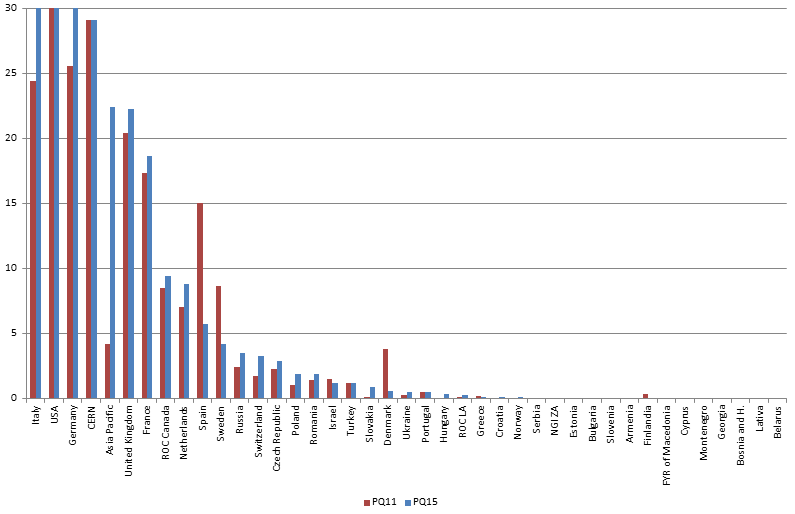 30
25
20
15
10
5
0
Italy
USA
Germany
CERN
Asia Pacific
United Kingdom
France
ROC Canada
Netherlands
Spain
Sweden
Russia
Switzerland
Czech Republic
Poland
Romania
Israel
Turkey
Slovakia
Denmark
Ukraine
Portugal
Hungary
ROC LA
Greece
Croatia
Norway
Serbia
NGI ZA
Estonia
Bulgaria
Slovenia
Armenia
Finlandia
FYR of Macedonia
Cyprus
Montenegro
Georgia
Bosnia and H.
Lativa
Belarus
PQ11 PQ15